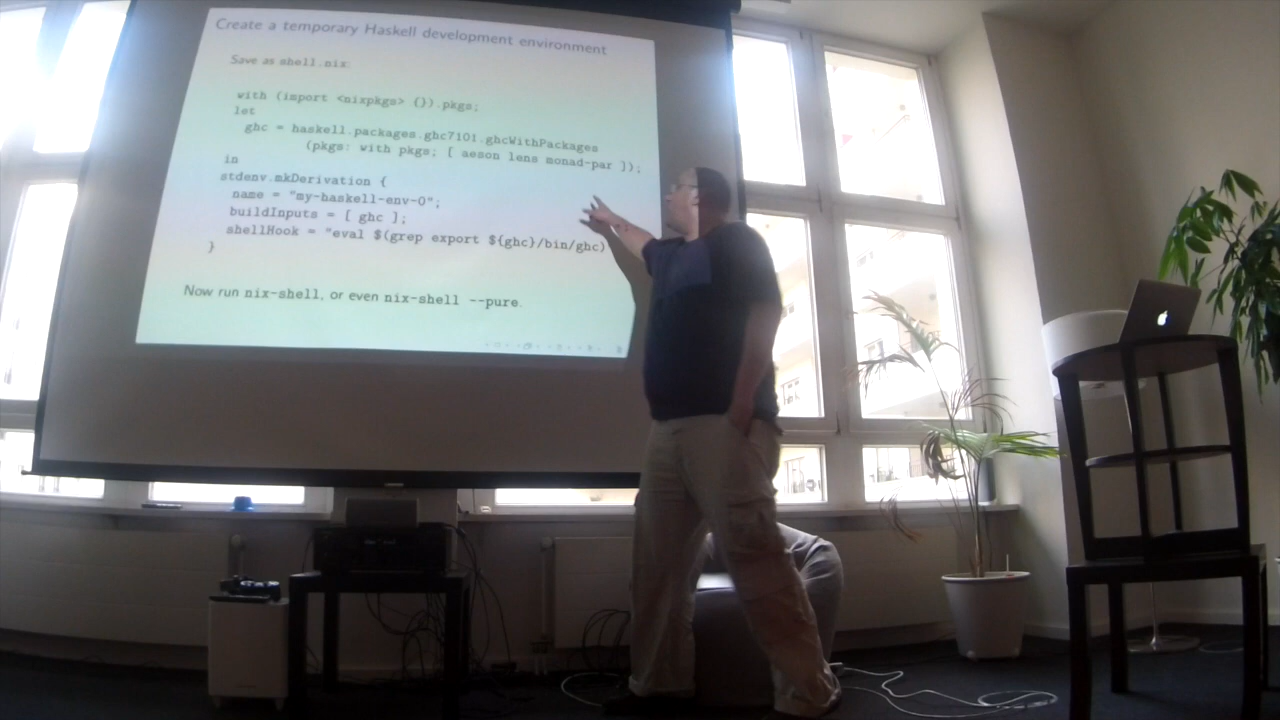 Create a temporary Haskell development environment
Save as shell.nix:
with (import <nixpkgs> {}).pkgs;
let
ghc = haskell.packages.ghc7101.ghcWithPackages
(pkgs: with pkgs; [ aeson lens monad-par ]);
in
stdenv.mkDerivation {
name = "my-haskell-env-0";
buildInputs = [ ghc ];
shellHook = "eval $(grep export ${ghc}/bin/ghc)
}
Now run nix-shell, or even nix-shell --pure.